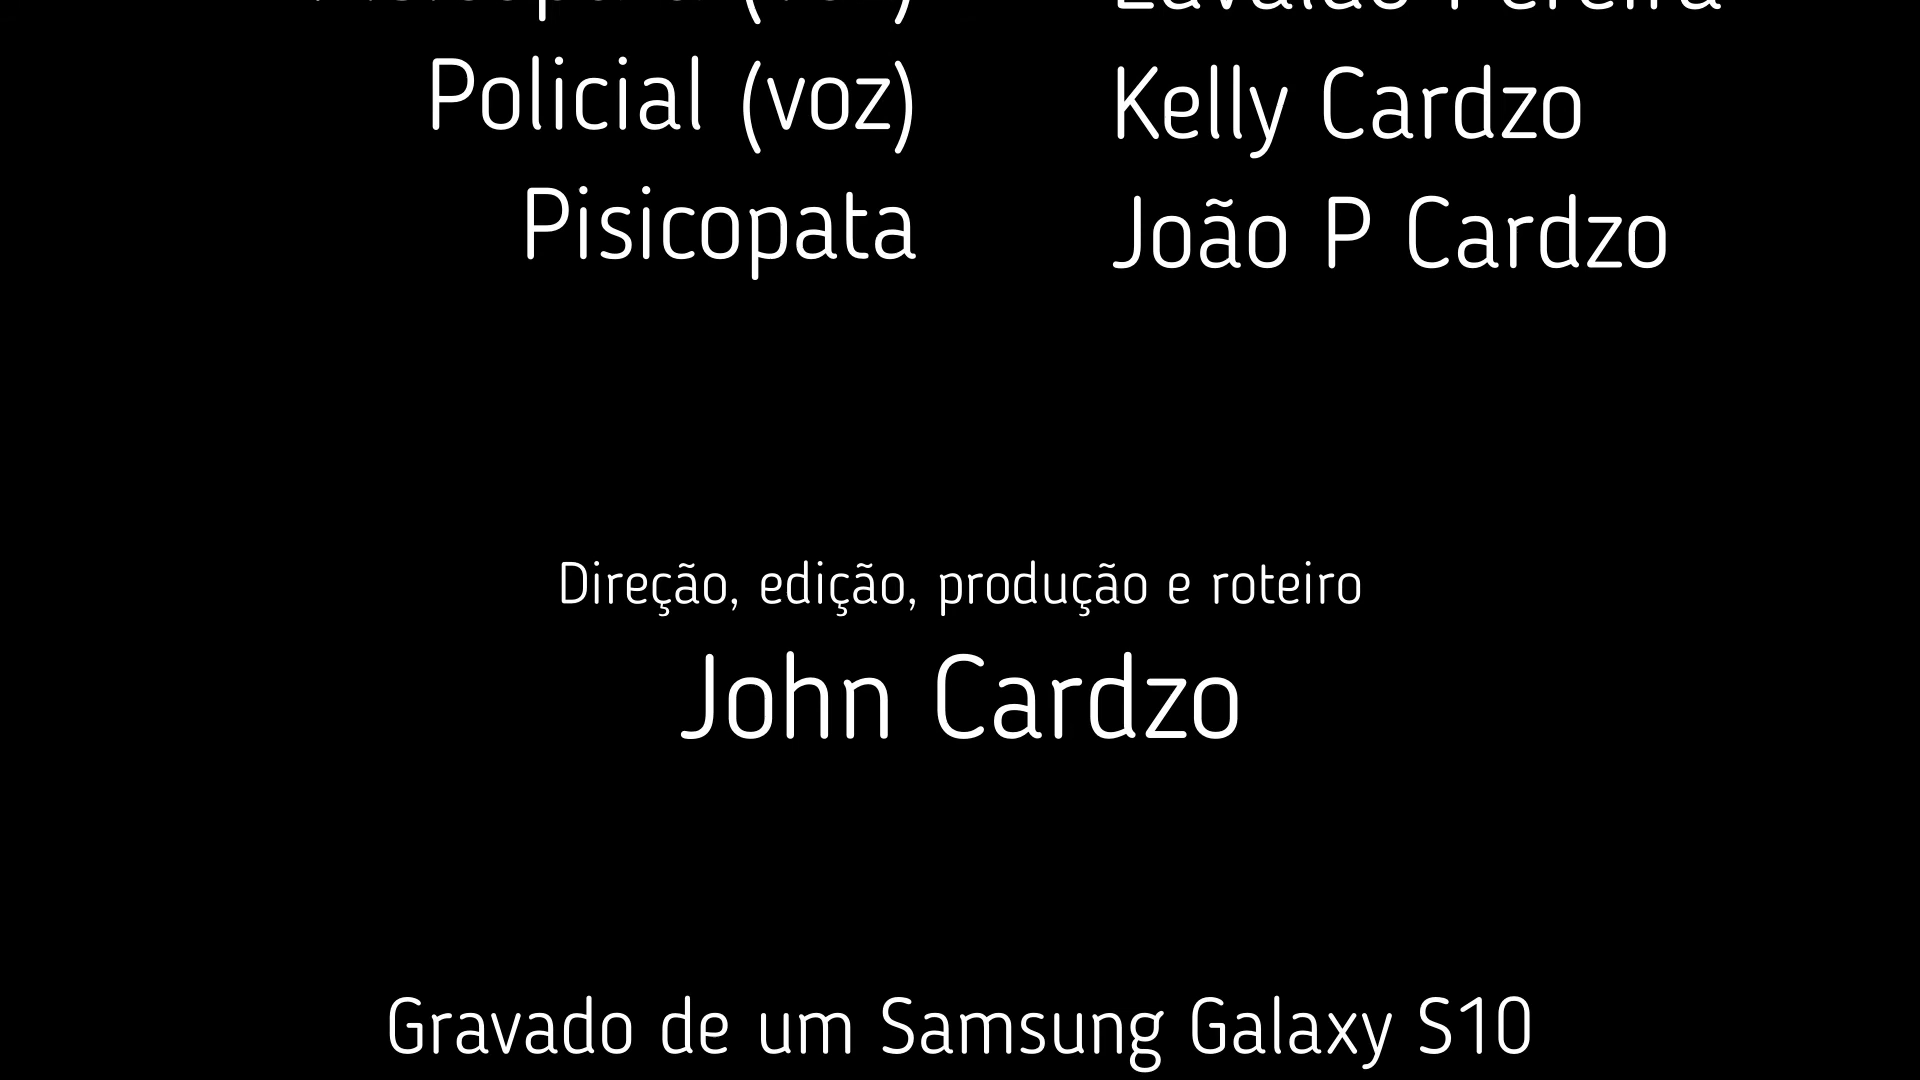 Pereira
Policial (voz) Kelly Cardzo
Pisicopata João P Cardzo
Direção, edição, produção e roteiro
John Cardzo
Gravado de um Samsung Galaxy S10